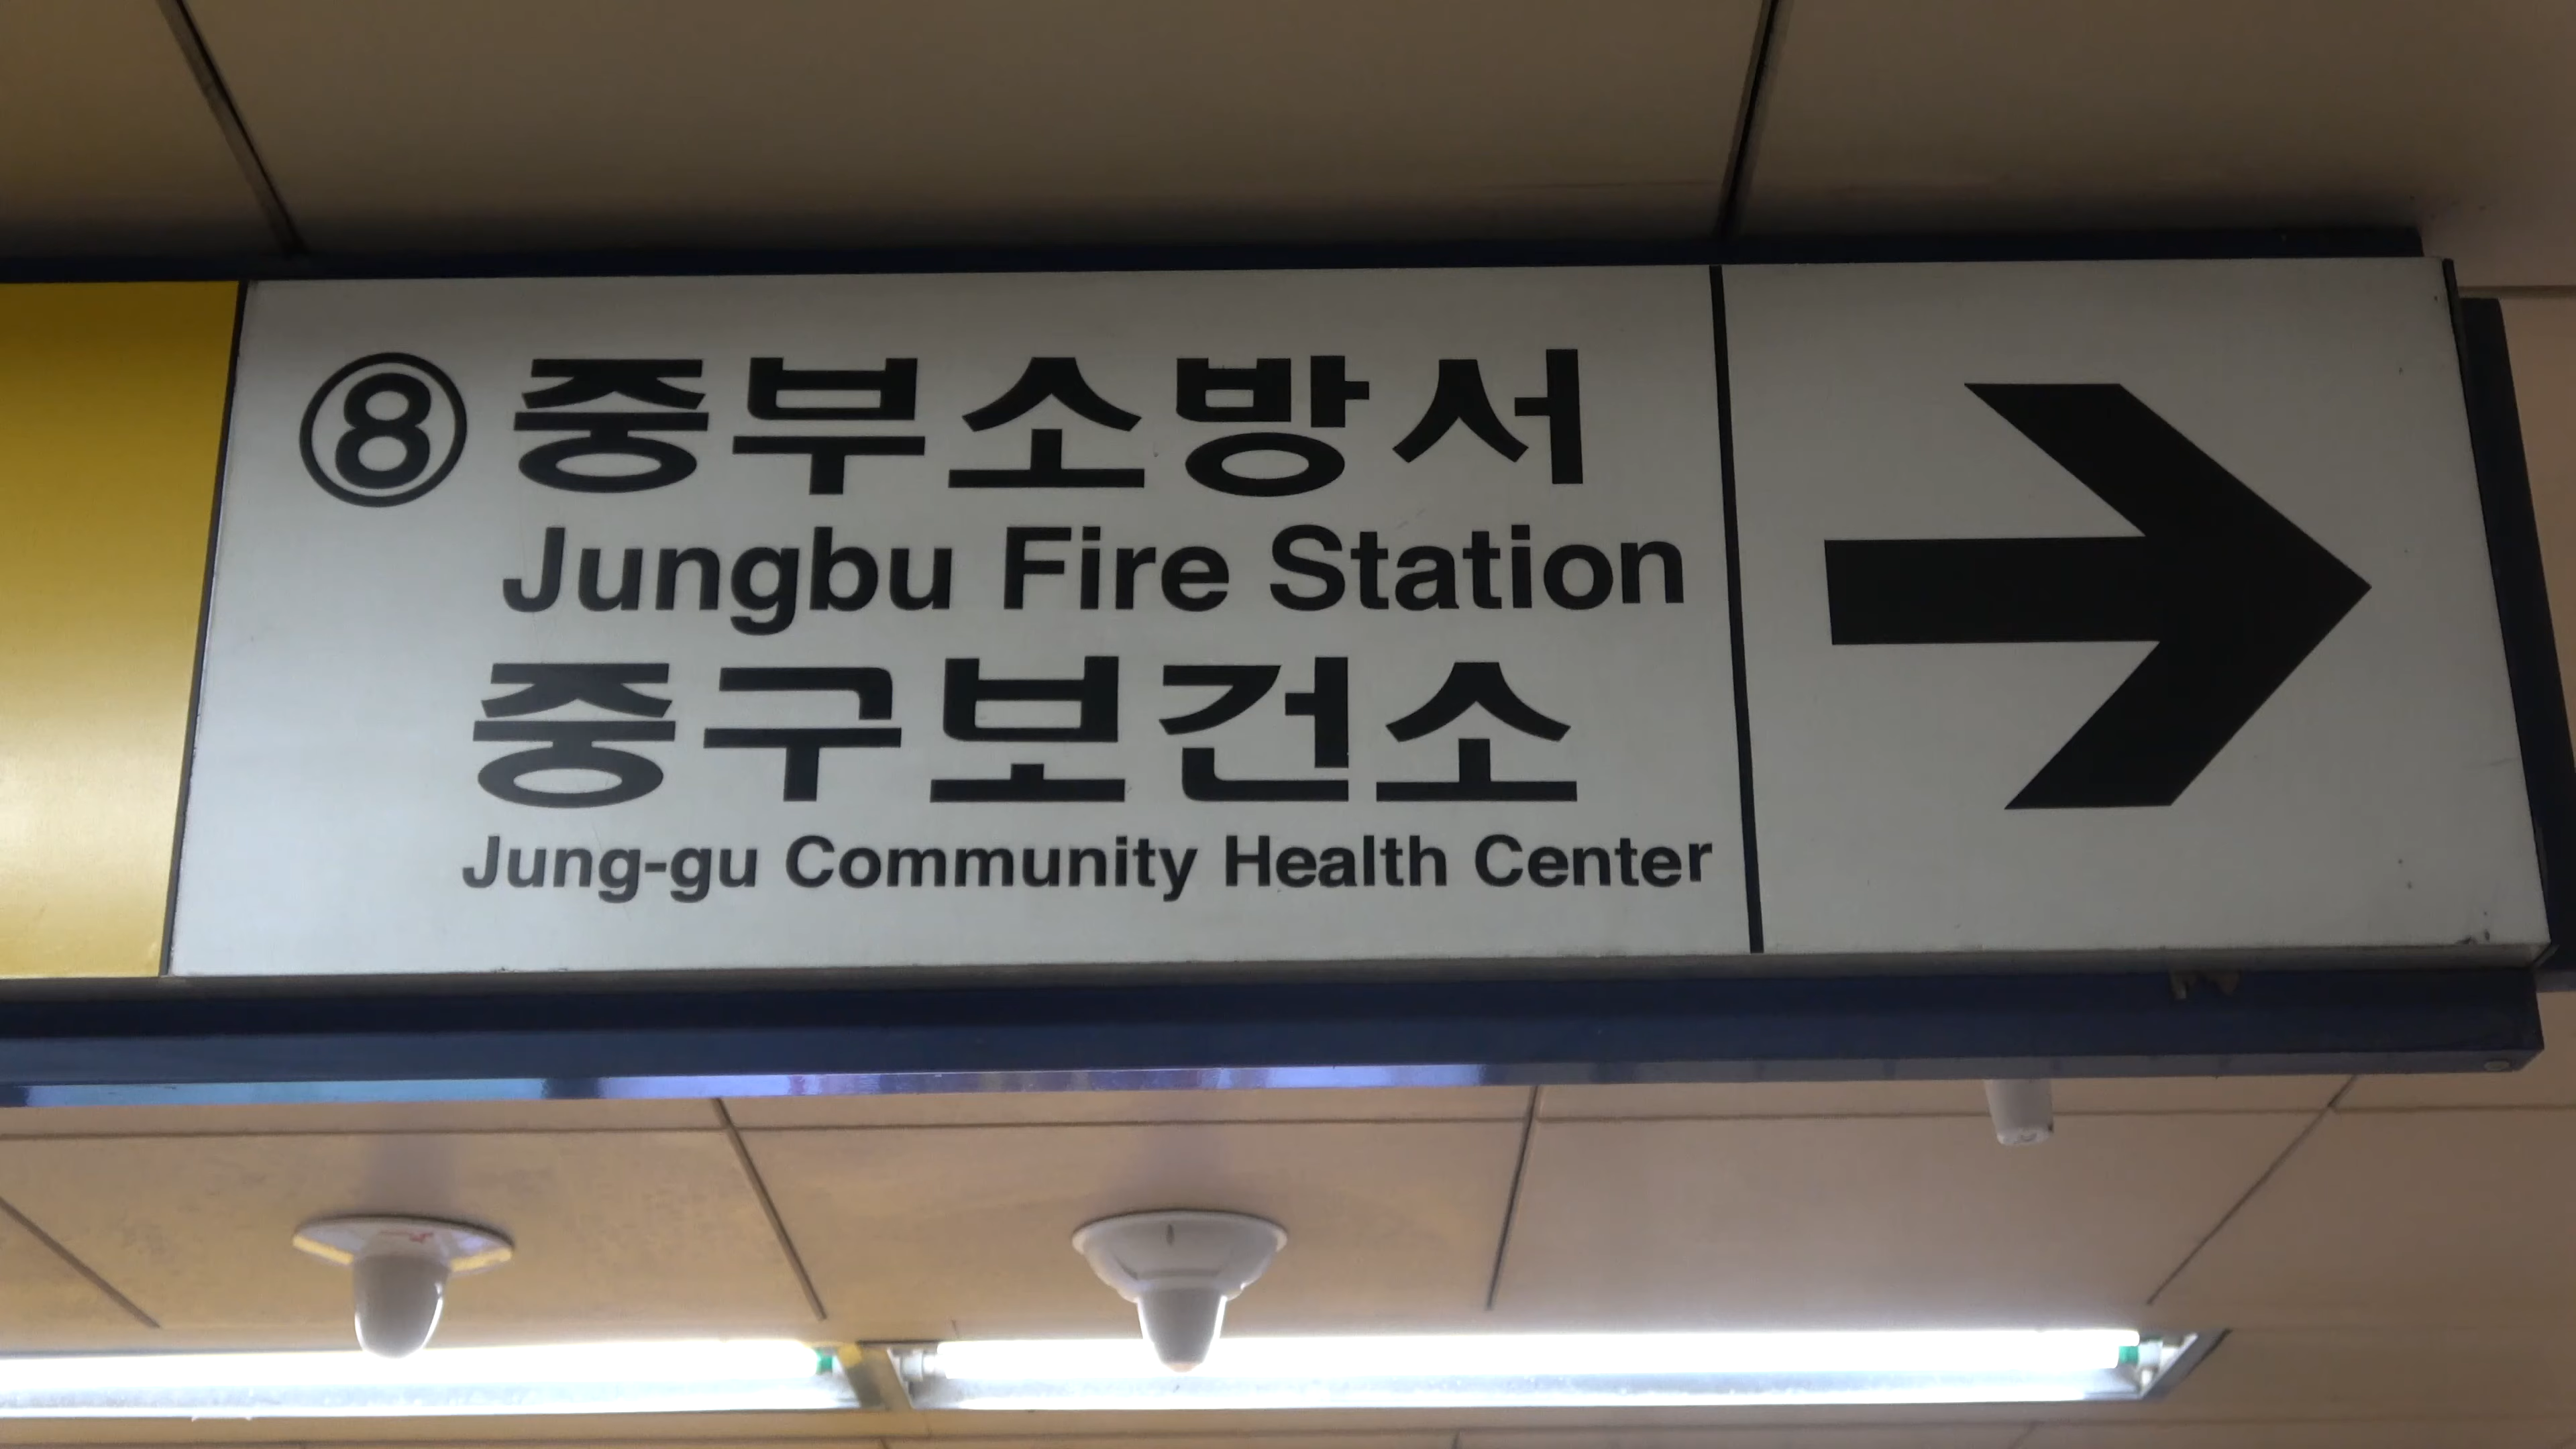 ⑧ 중부소방서
Jungbu Fire Station
중구보건소
Jung-gu Community Health Center